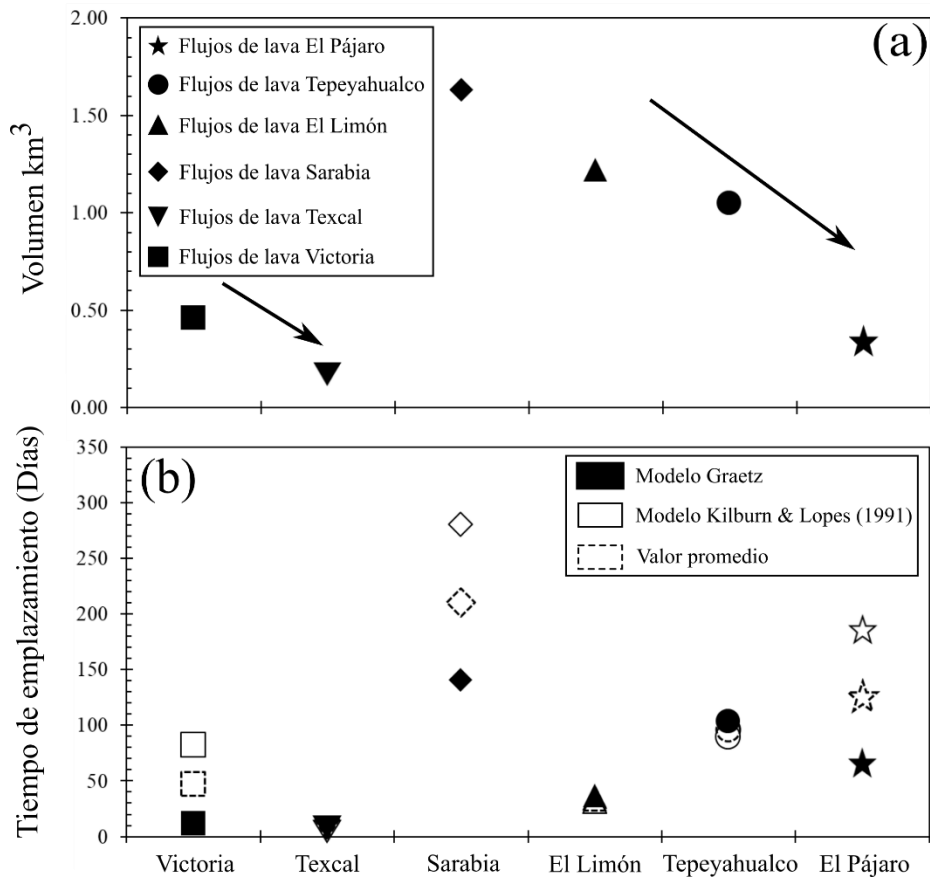 (a)
Volumen km³
2.00
1.50
1.00
0.50
0.00
Flujos de lava El Pájaro
Flujos de lava Tepeyahualco
Flujos de lava El Limón
Flujos de lava Sarabia
Flujos de lava Texcal
Flujos de lava Victoria
(b)
Tiempo de emplazamiento (Días)
350
300
250
200
150
100
50
0
Modelo Graetz
Modelo Kilburn & Lopes (1991)
Valor promedio
Victoria
Texcal
Sarabia
El Limón
Tepeyahualco
El Pájaro